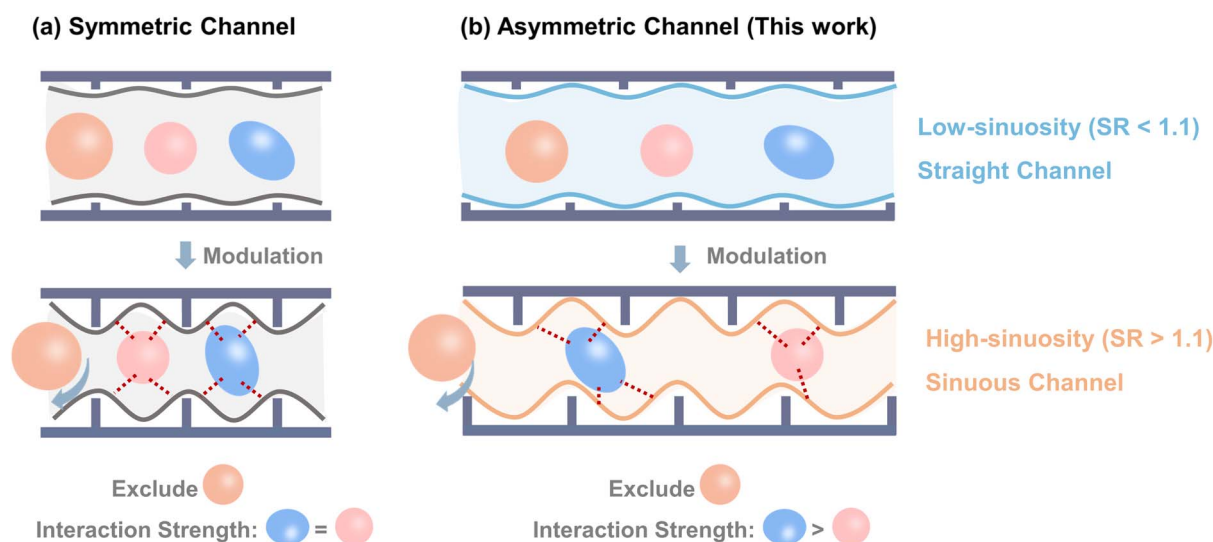 (a) Symmetric Channel
(b) Asymmetric Channel (This work)
Low-sinuosity (SR < 1.1)
Straight Channel
Modulation
Modulation
High-sinuosity (SR > 1.1)
Sinuous Channel
Exclude
Interaction Strength: =
Exclude
Interaction Strength: >